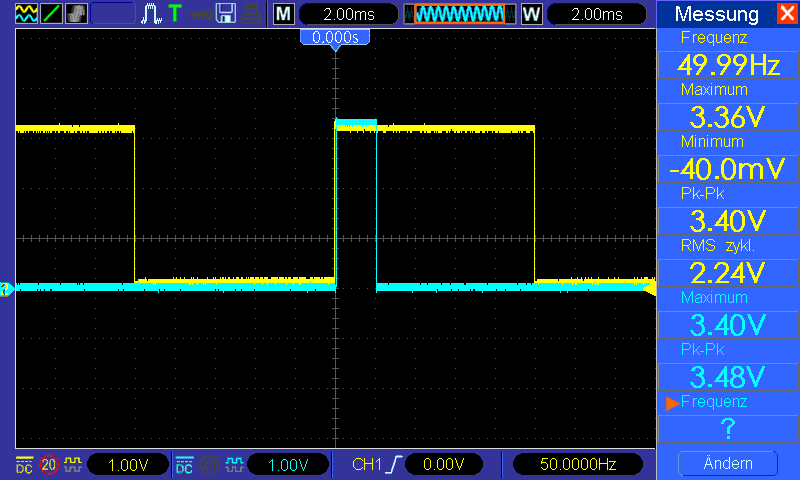 T M 2.00ms W 2.00ms Messung
0.000s
Frequenz
49.99Hz
Maximum
3.36V
Minimum
-40.0mV
Pk-Pk
3.40V
RMS zykl.
2.24V
Maximum
3.40V
Pk-Pk
3.48V
Frequenz
?
DC 20 1.00V DC 20 1.00V CH1 0.00V 50.0000Hz Ändern